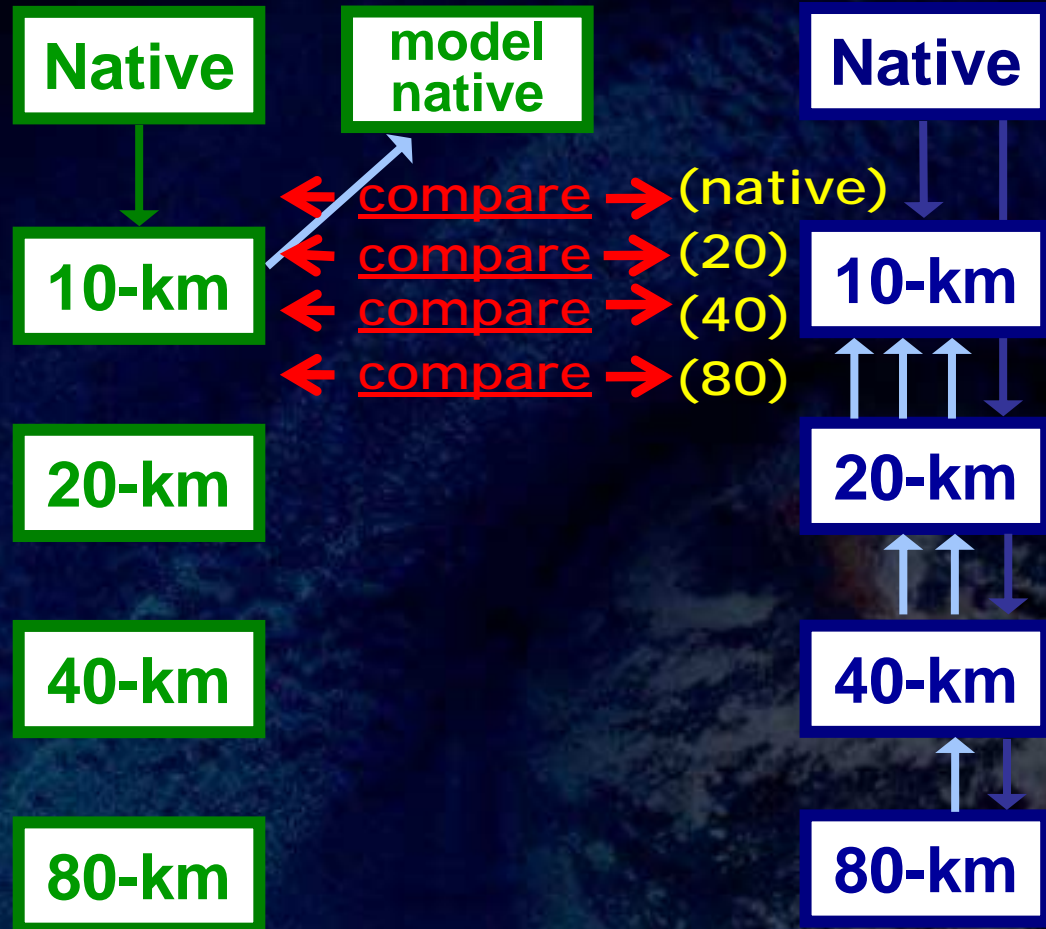 Native
model
native
Native
compare (native)
compare (20)
compare (40)
compare (80)
10-km
10-km
20-km
20-km
40-km
40-km
80-km
80-km